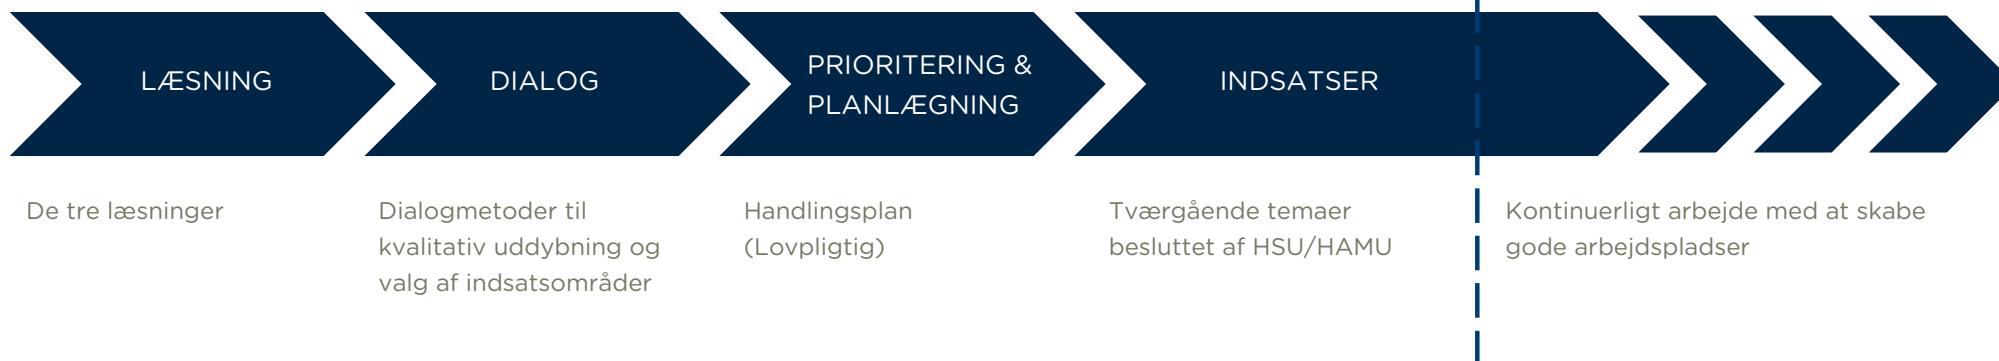 LÆSNING
DIALOG
PRIORITERING &
PLANLÆGNING
INDSATSER
De tre læsninger
Dialogmetoder til
kvalitativ uddybning og
valg af indsatsområder
Handlingsplan
(Lovpligtig)
Tværgående temaer
besluttet af HSU/HAMU
Kontinuerligt arbejde med at skabe
gode arbejdspladser